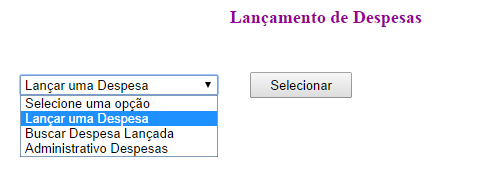 Lançamento de Despesas
Lançar uma Despesa
Selecionar
Selecione uma opção
Lançar uma Despesa
Buscar Despesa Lançada
Administrativo Despesas